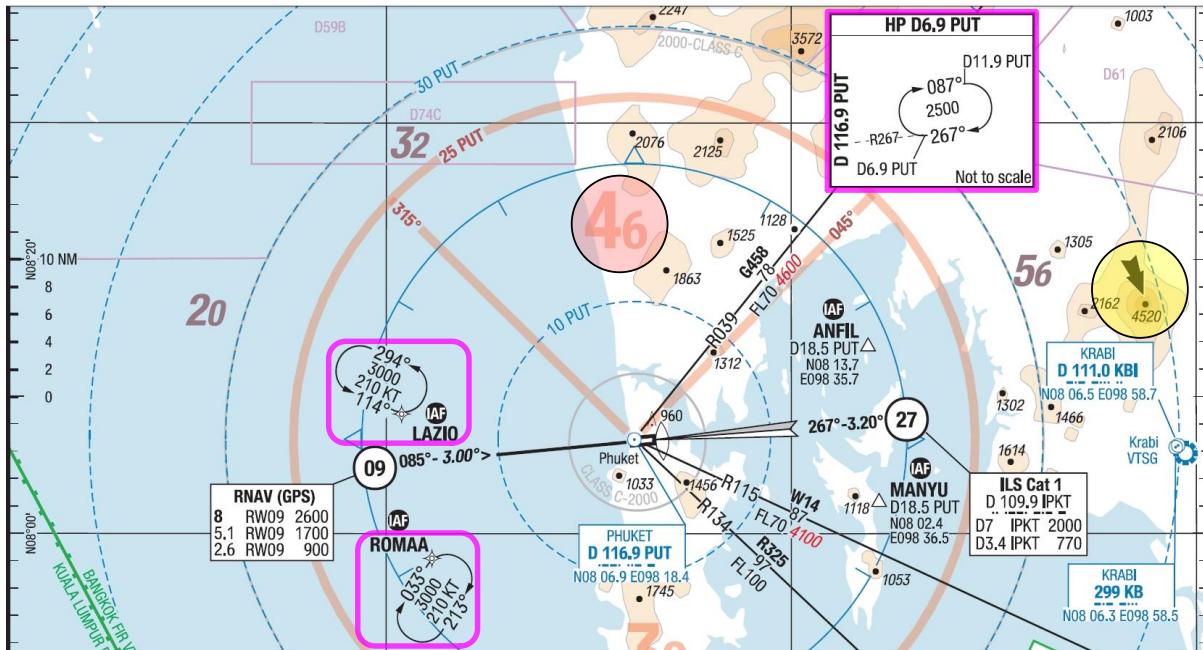 2247
1003
D59B
3572
2000-CLASS C
30 PUT
D61
HP D6.9 PUT
D 116.9 PUT
D11.9 PUT
087°
2500
R267
267°
D6.9 PUT
Not to scale
D74C
32
25 PUT
2076
2125
2106
315°
46
1128
045°
1525
1863
1305
G458
78
FL70 4600
R039
56
N08°20'
10 NM
8
6
4
2
0
20
10 PUT
2162
4520
IAF
ANFIL
D18.5 PUT
N08 13.7
E098 35.7
1312
KRABI
D 111.0 KBI
N08 06.5 E098 58.7
294°
3000
210 KT
114°
IAF
LAZIO
960
1302
1466
09
085°- 3.00° >
267°-3.20°
27
Phuket
CLASS C-2000
1033
1456
R115
W14
87
FL70 4100
R134
R325
97
FL100
1614
Krabi
VTSG
IAF
MANYU
D18.5 PUT
N08 02.4
E098 36.5
1118
1053
ILS Cat 1
D 109.9 IPKT
D7 IPKT 2000
D3.4 IPKT 770
RNAV (GPS)
8 RW09 2600
5.1 RW09 1700
2.6 RW09 900
N08°00'
IAF
ROMAA
033°
3000
210 KT
213°
PHUKET
D 116.9 PUT
N08 06.9 E098 18.4
1745
KRABI
299 KB
N08 06.3 E098 58.5
BANGKOK FIR
KUALA LUMPUR